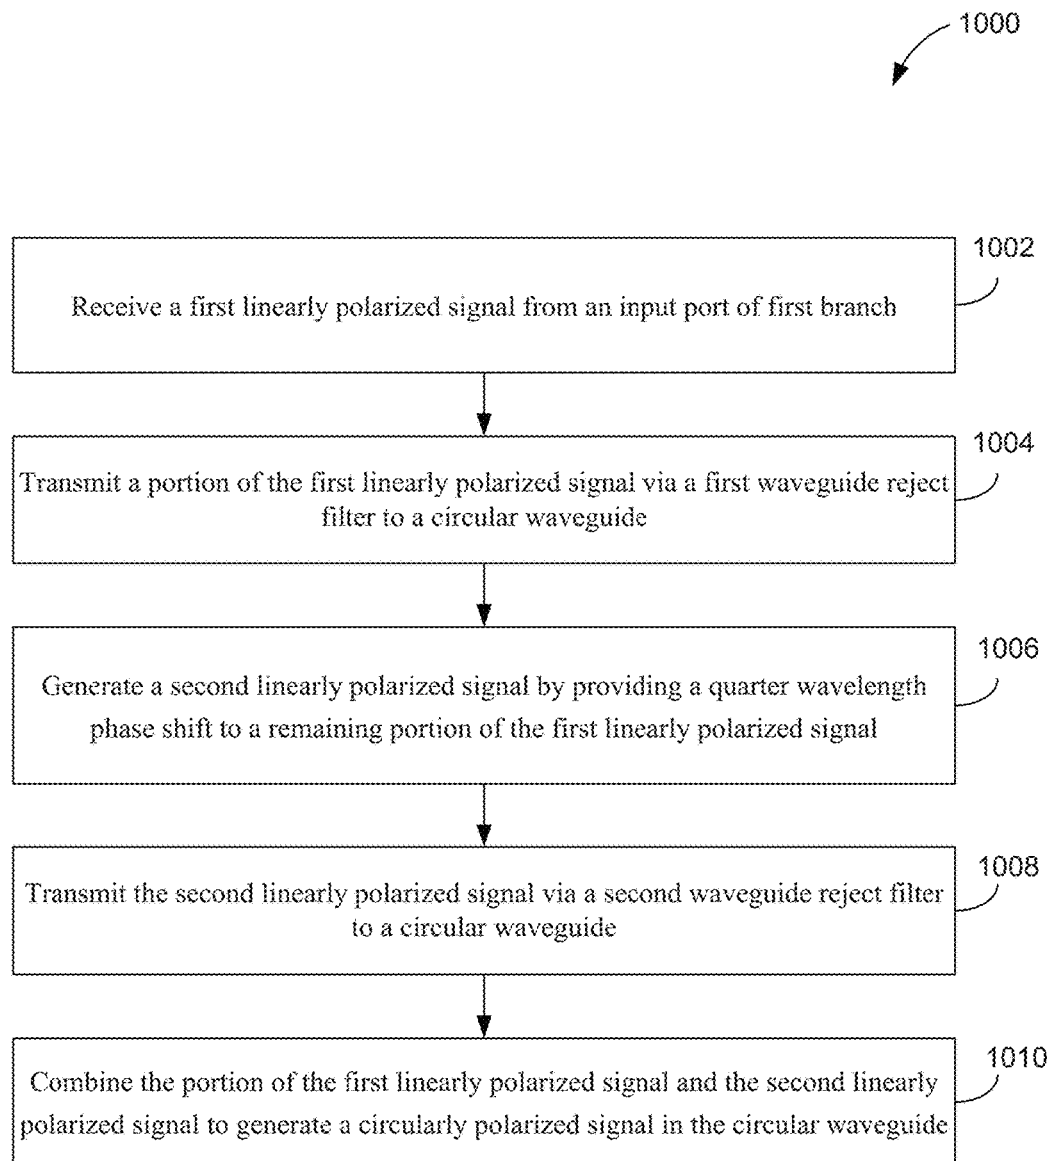 1000
1002
Receive a first linearly polarized signal from an input port of first branch
1004
Transmit a portion of the first linearly polarized signal via a first waveguide reject
filter to a circular waveguide
1006
Generate a second linearly polarized signal by providing a quarter wavelength
phase shift to a remaining portion of the first linearly polarized signal
1008
Transmit the second linearly polarized signal via a second waveguide reject filter
to a circular waveguide
1010
Combine the portion of the first linearly polarized signal and the second linearly
polarized signal to generate a circularly polarized signal in the circular waveguide